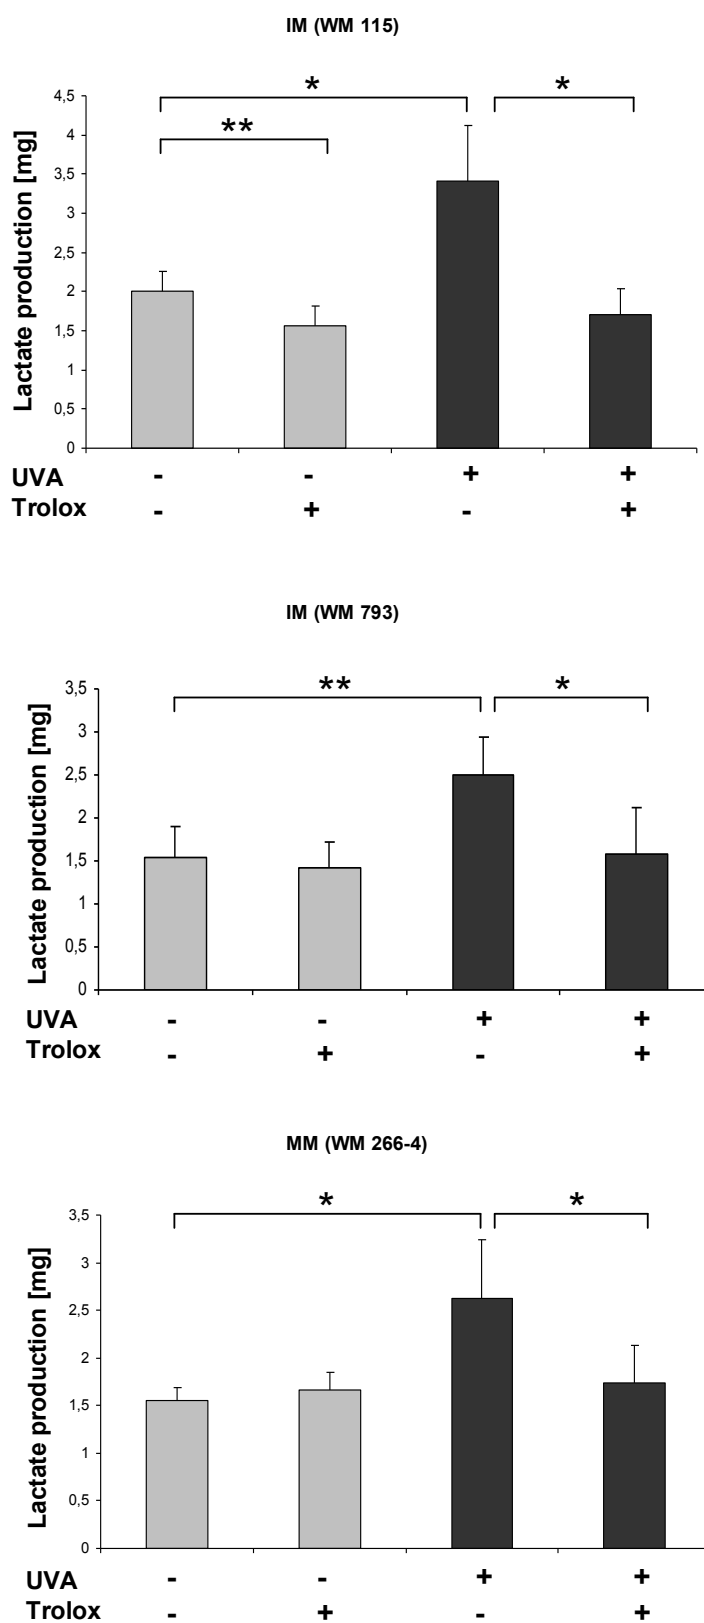 IM (WM 115)
* *
**
Lactate production [mg]
4,5
4
3,5
3
2,5
2
1,5
1
0,5
0
UVA - - + +
Trolox - + - +
IM (WM 793)
** *
Lactate production [mg]
3,5
3
2,5
2
1,5
1
0,5
0
UVA - - + +
Trolox - + - +
MM (WM 266-4)
* *
Lactate production [mg]
3,5
3
2,5
2
1,5
1
0,5
0
UVA - - + +
Trolox - + - +